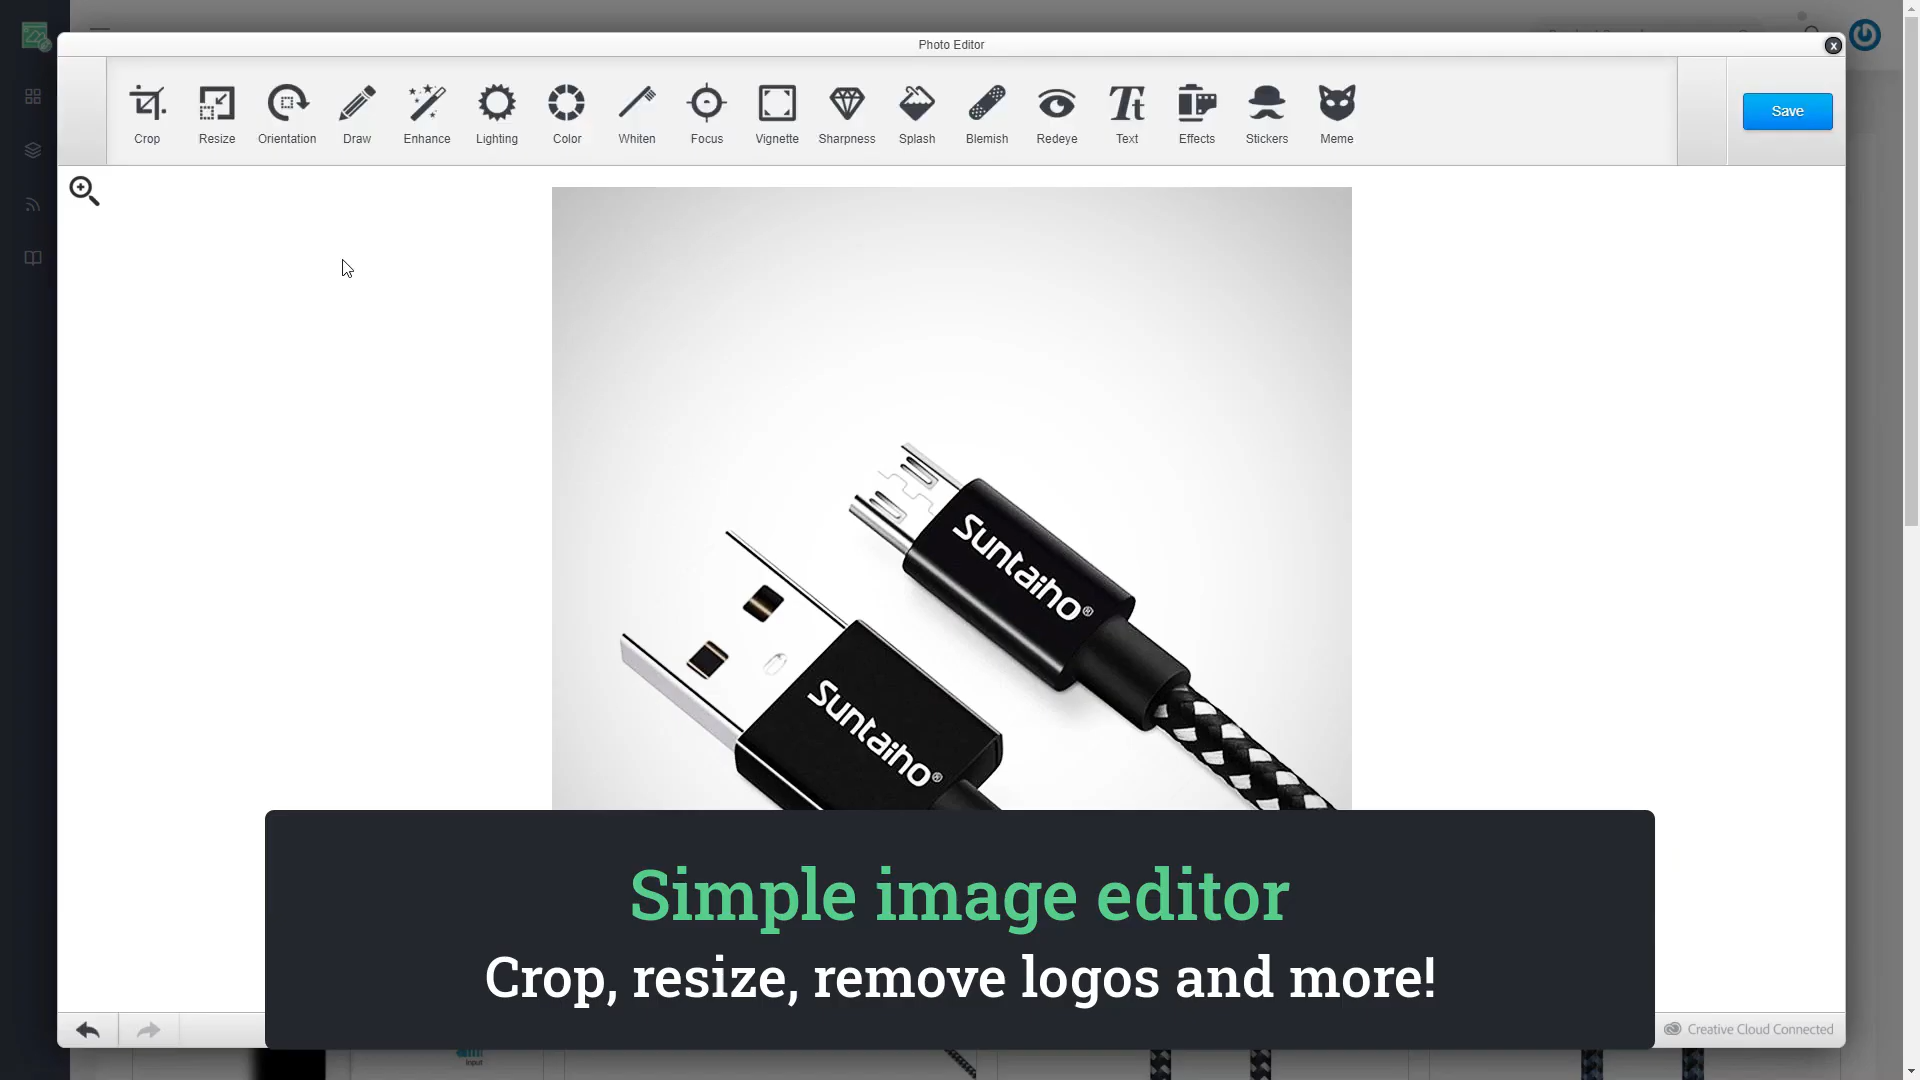 Photo Editor
x
Crop Resize Orientation Draw Enhance Lighting Color Whiten Focus Vignette Sharpness Splash Blemish Redeye Text Effects Stickers Meme
Save
Suntaiho®
Suntaiho®
Simple image editor
Crop, resize, remove logos and more!
Creative Cloud Connected
Input